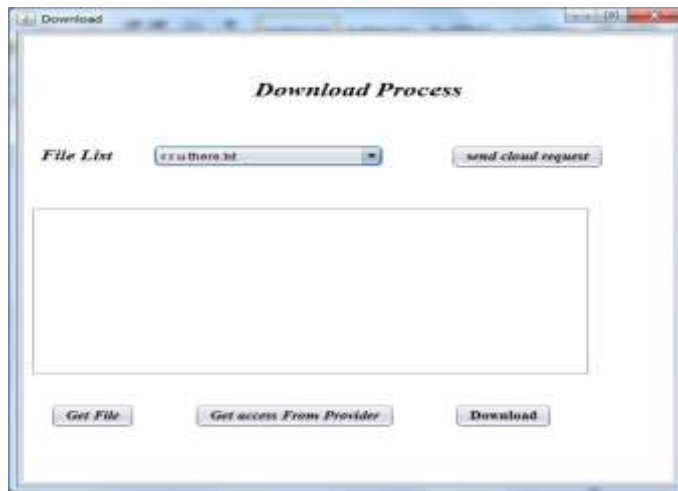 Download
Download Process
File List
r r u there.txt
send cloud request
Get File
Get access From Provider
Download